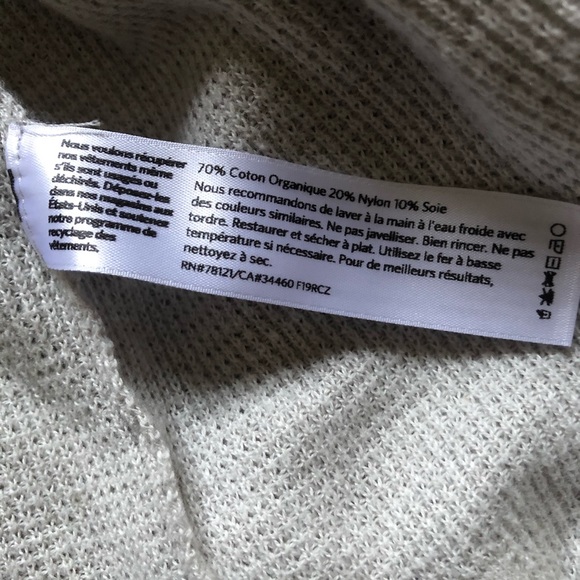 Nous voulons récupérer
nos vêtements même
s'ils sont usagés ou
déchirés. Déposez-les
dans nos magasins aux
États-Unis et soutenez
notre programme de
recyclage des
vêtements.
70% Coton Organique 20% Nylon 10% Soie
Nous recommandons de laver à la main à l'eau froide avec
des couleurs similaires. Ne pas javelliser. Bien rincer. Ne pas
tordre. Restaurer et sécher à plat. Utilisez le fer à basse
température si nécessaire. Pour de meilleurs résultats,
nettoyez à sec.
RN#78121/CA#34460 F19RCZ